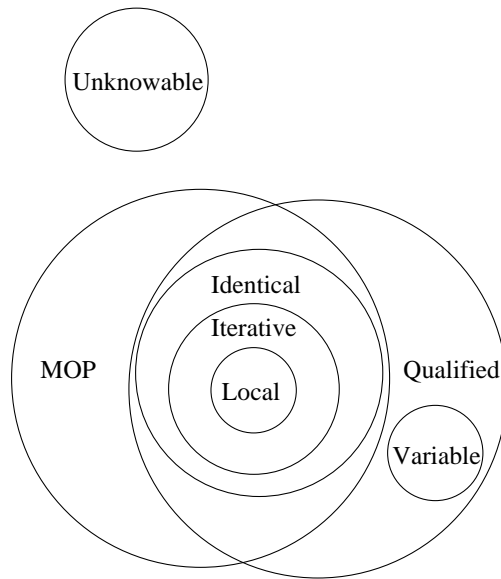 Unknowable
Identical
Iterative
MOP
Qualified
Local
Variable